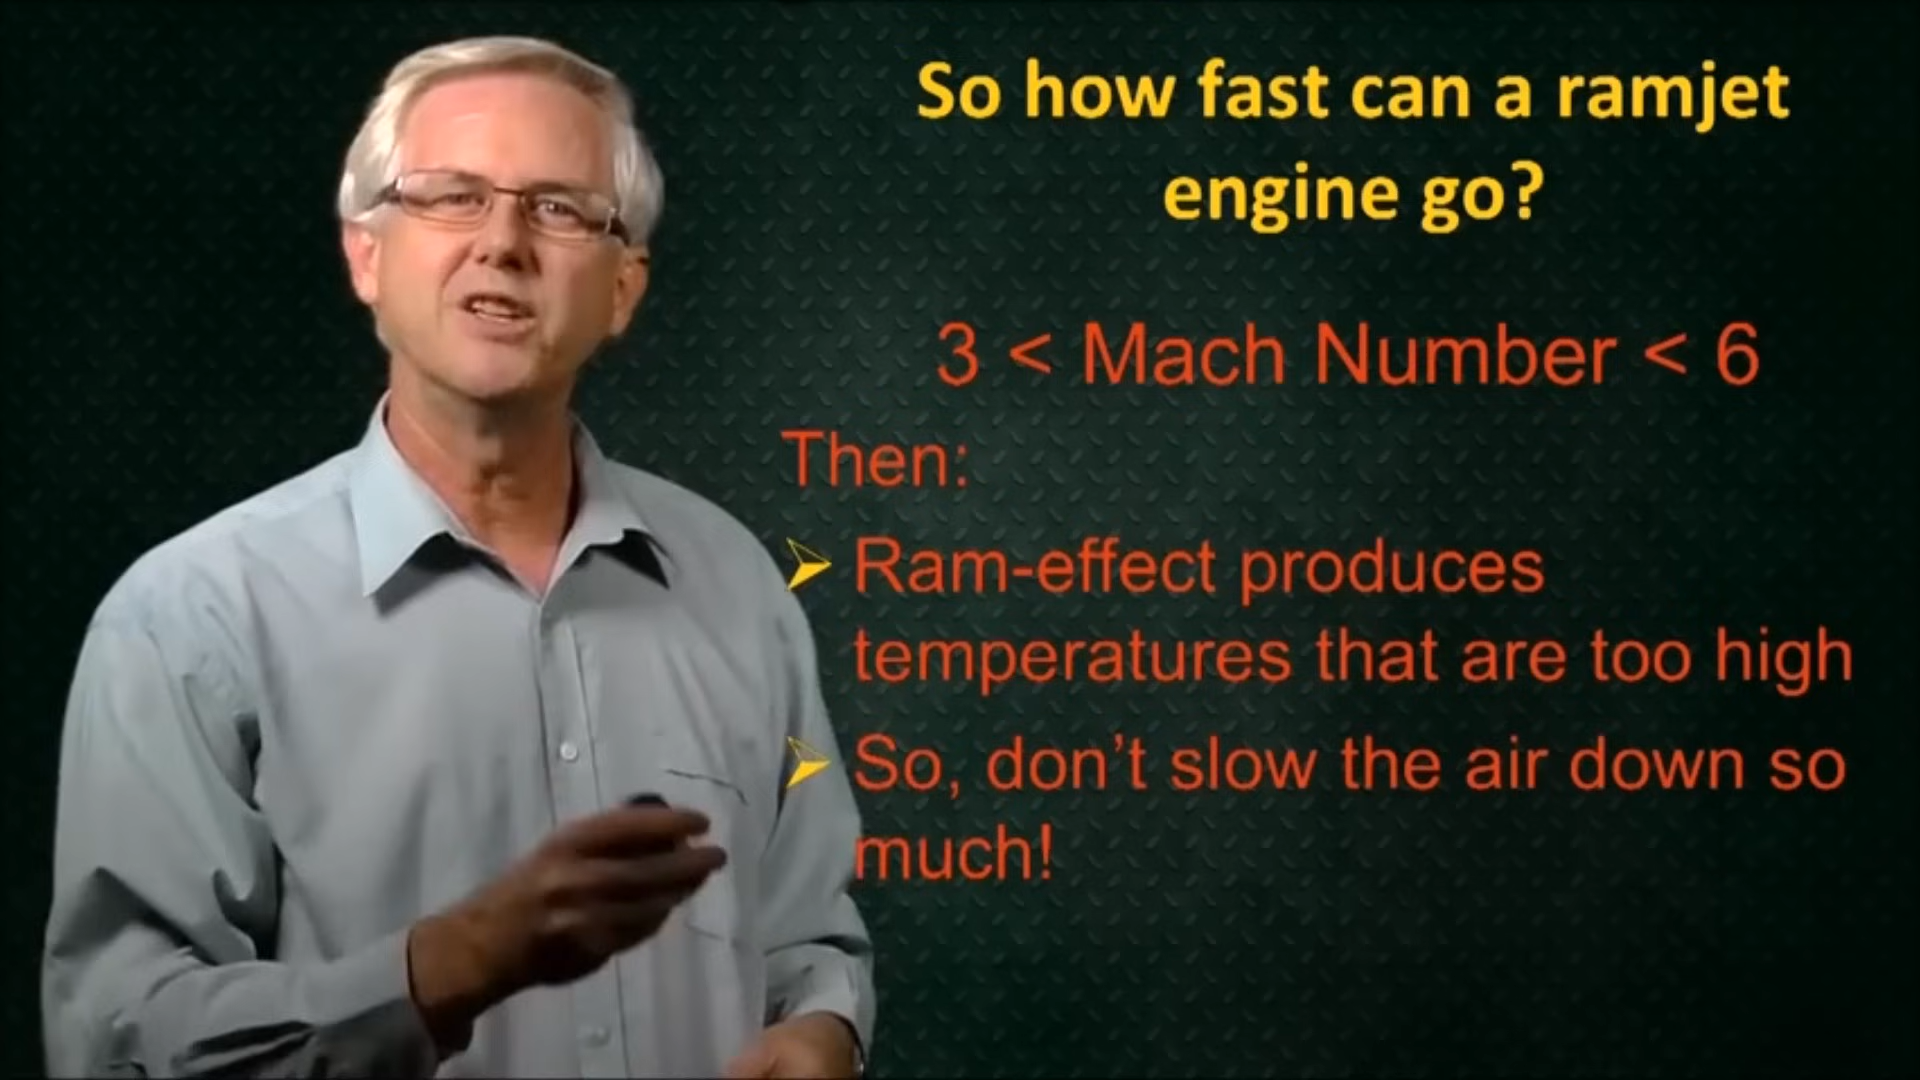 So how fast can a ramjet
engine go?
3 < Mach Number < 6
Then:
Ram-effect produces
temperatures that are too high
So, don’t slow the air down so
much!